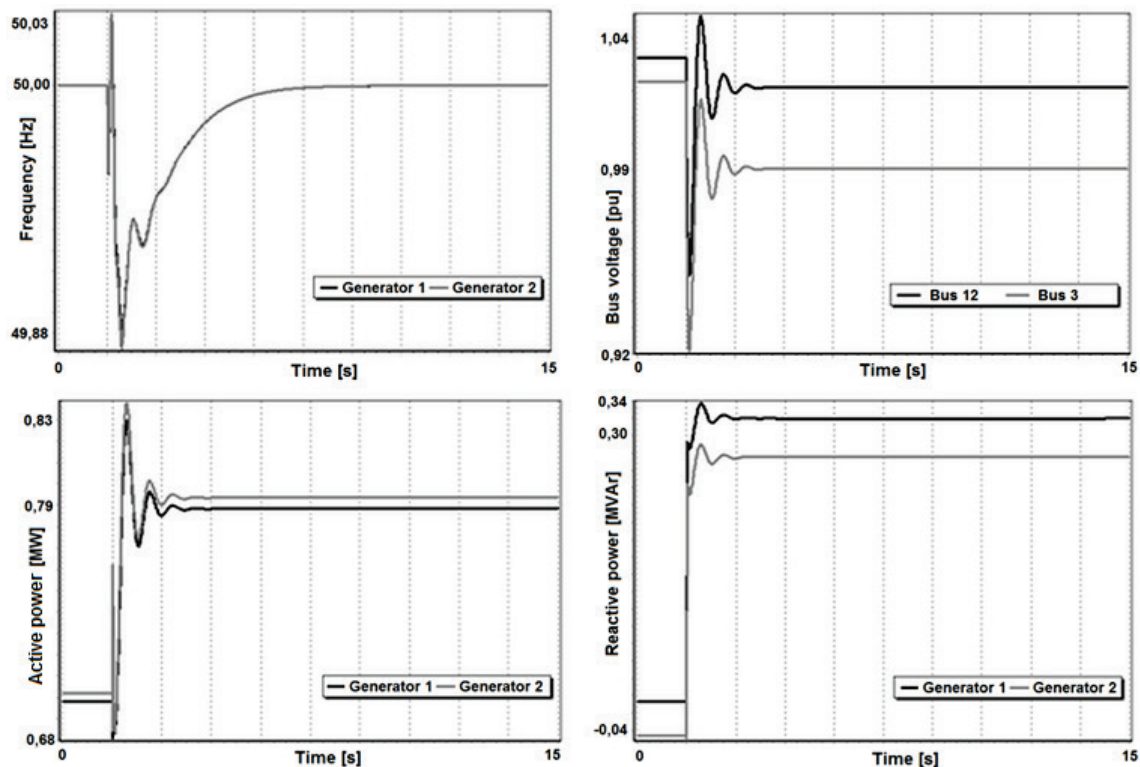 50,03
50,00
Frequency [Hz]
49,88
Generator 1 Generator 2
0 Time [s] 15
1,04
0,99
Bus voltage [pu]
0,92
Bus 12 Bus 3
0 Time [s] 15
0,83
0,79
Active power [MW]
0,68
Generator 1 Generator 2
0 Time [s] 15
0,34
0,30
Reactive power [MVAr]
-0,04
Generator 1 Generator 2
0 Time [s] 15